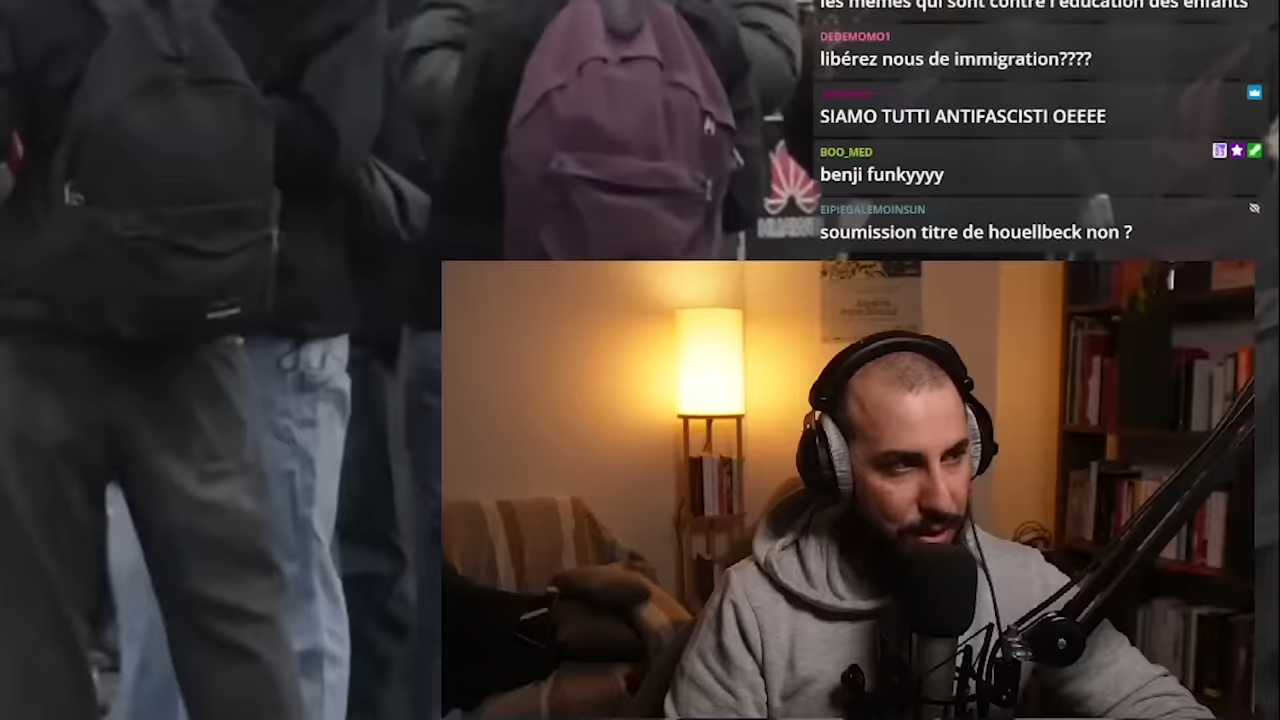 les mêmes qui sont contre l'éducation des enfants
DEDEMOMO1
libérez nous de immigration????
SIAMO TUTTI ANTIFASCISTI OEEEE
BOO_MED
benji funkyyyy
EIPIEGALEMOINSUN
soumission titre de houellbeck non ?
HUAWEI